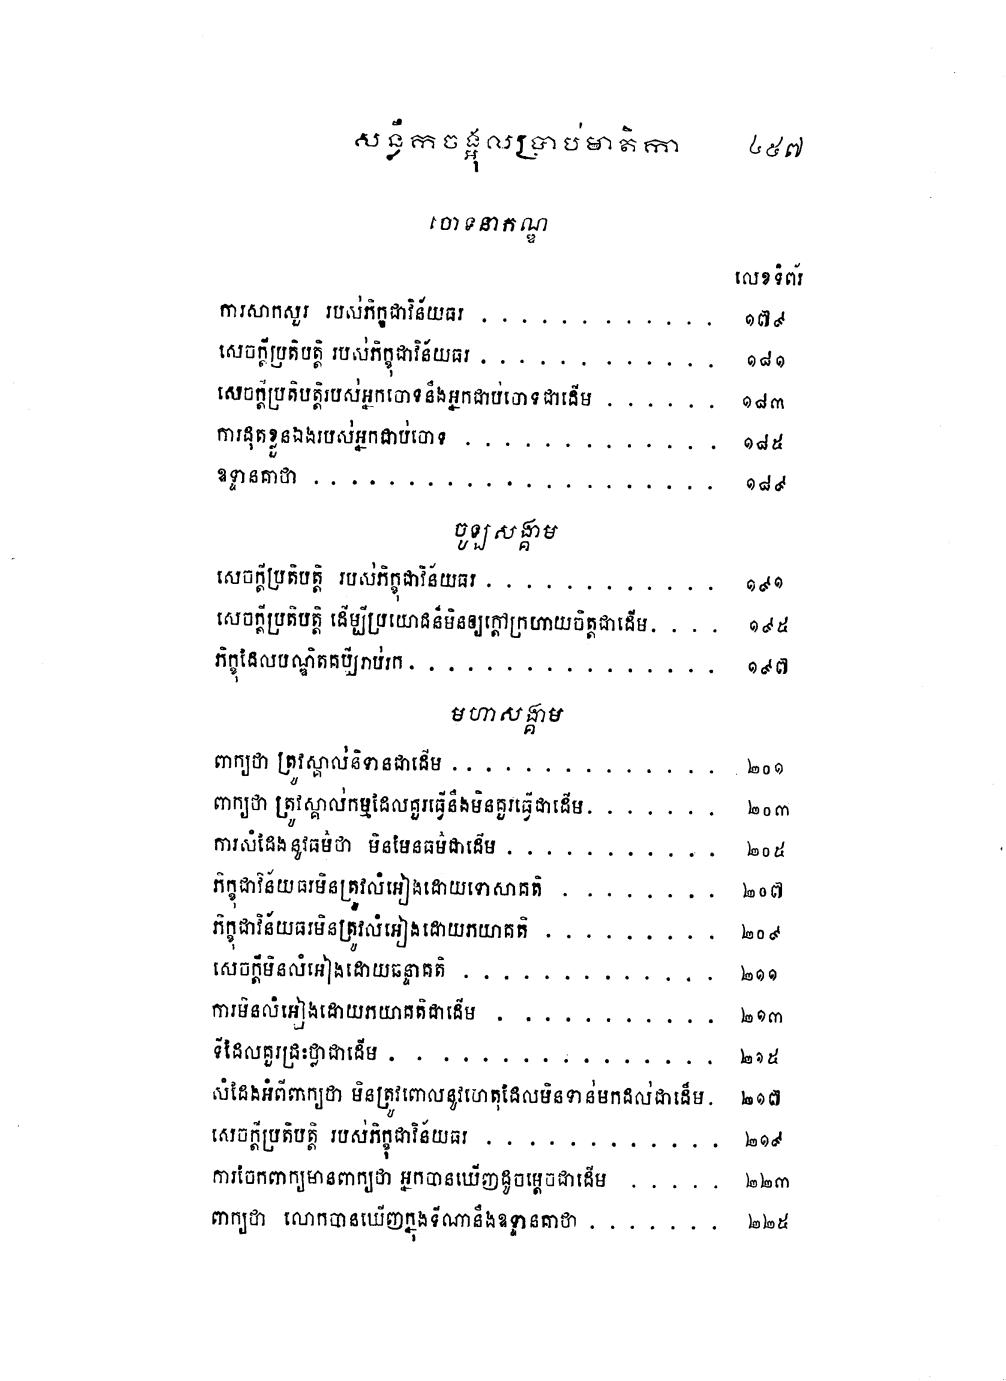 សន្លឹកចង្អុលប្រាប់មាតិកា ៤៥៧
ចោទនាកណ្ឌ
លេខទំព័រ
ការសាកសួរ របស់ភិក្ខុជាវិន័យធរ . . . . . . . . . . . . ១៧៩
សេចក្តីប្រតិបត្តិ របស់ភិក្ខុជាវិន័យធរ . . . . . . . . . . . . ១៨១
សេចក្តីប្រតិបត្តិរបស់អ្នកចោទនឹងអ្នកជាប់ចោទជាដើម . . . . . . ១៨៣
ការដុតខ្លួនឯងរបស់អ្នកជាប់ចោទ . . . . . . . . . . . . . ១៨៥
ឧទ្ទានគាថា . . . . . . . . . . . . . . . . . . . . . ១៨៩
ចូឡសង្គាម
សេចក្តីប្រតិបត្តិ របស់ភិក្ខុជាវិន័យធរ . . . . . . . . . . . . ១៩១
សេចក្តីប្រតិបត្តិ ដើម្បីប្រយោជន៍មិនឲ្យក្តៅក្រហាយចិត្តជាដើម . . . . ១៩៥
ភិក្ខុដែលបណ្ឌិតគប្បីរាប់រក . . . . . . . . . . . . . . . . ១៩៧
មហាសង្គាម
ពាក្យថា ត្រូវស្គាល់និទានជាដើម . . . . . . . . . . . . . . ២០១
ពាក្យថា ត្រូវស្គាល់កម្មដែលគួរធ្វើនឹងមិនគួរធ្វើជាដើម . . . . . . . ២០៣
ការសំដែងនូវធម៌ថា មិនមែនធម៌ជាដើម . . . . . . . . . . . ២០៥
ភិក្ខុជាវិន័យធរមិនត្រូវលំអៀងដោយទោសាគតិ . . . . . . . . ២០៧
ភិក្ខុជាវិន័យធរមិនត្រូវលំអៀងដោយភយាគតិ . . . . . . . . . ២០៩
សេចក្តីមិនលំអៀងដោយឆន្ទាគតិ . . . . . . . . . . . . . ២១១
ការមិនលំអៀងដោយភយាគតិជាដើម . . . . . . . . . . . ២១៣
ទីដែលគួរជ្រះថ្លាជាដើម . . . . . . . . . . . . . . . . ២១៥
សំដែងអំពីពាក្យថា មិនត្រូវពោលនូវហេតុដែលមិនទាន់មកដល់ជាដើម . ២១៧
សេចក្តីប្រតិបត្តិ របស់ភិក្ខុជាវិន័យធរ . . . . . . . . . . . . ២១៩
ការចែកពាក្យមានពាក្យថា អ្នកបានឃើញដូចម្តេចជាដើម . . . . . ២២៣
ពាក្យថា លោកបានឃើញក្នុងទីណានឹងឧទ្ទានគាថា . . . . . . . ២២៥